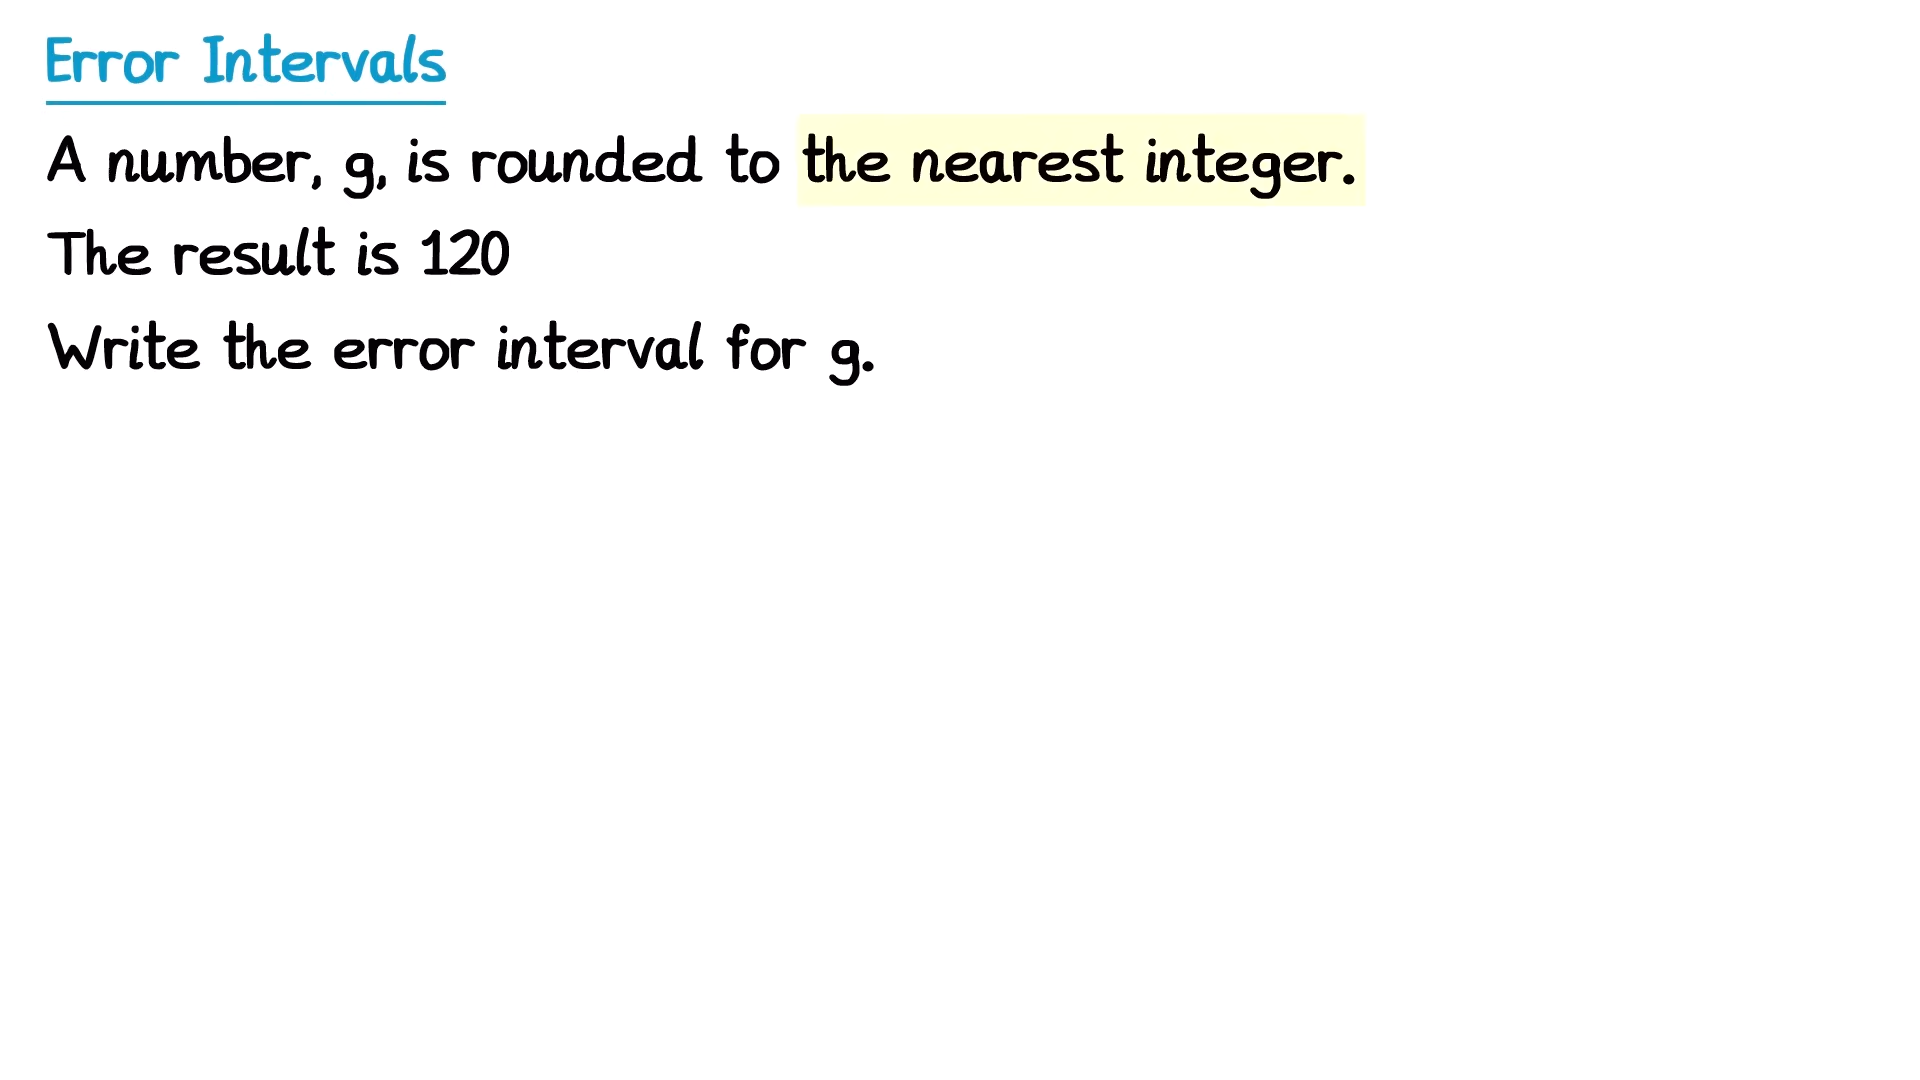 Error Intervals
A number, g, is rounded to the nearest integer.
The result is 120
Write the error interval for g.